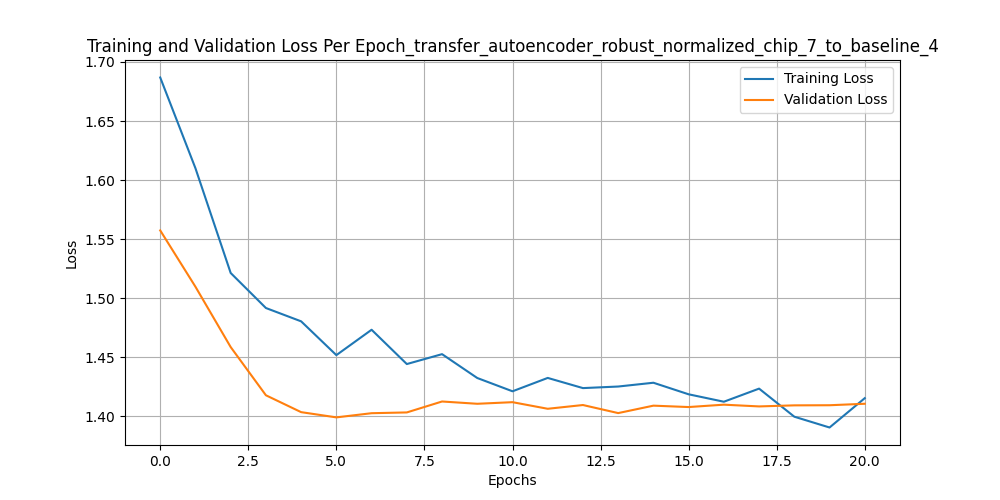 Training and Validation Loss Per Epoch_transfer_autoencoder_robust_normalized_chip_7_to_baseline_4
Training Loss
Validation Loss
1.70
1.65
1.60
1.55
1.50
1.45
1.40
Loss
0.0 2.5 5.0 7.5 10.0 12.5 15.0 17.5 20.0
Epochs